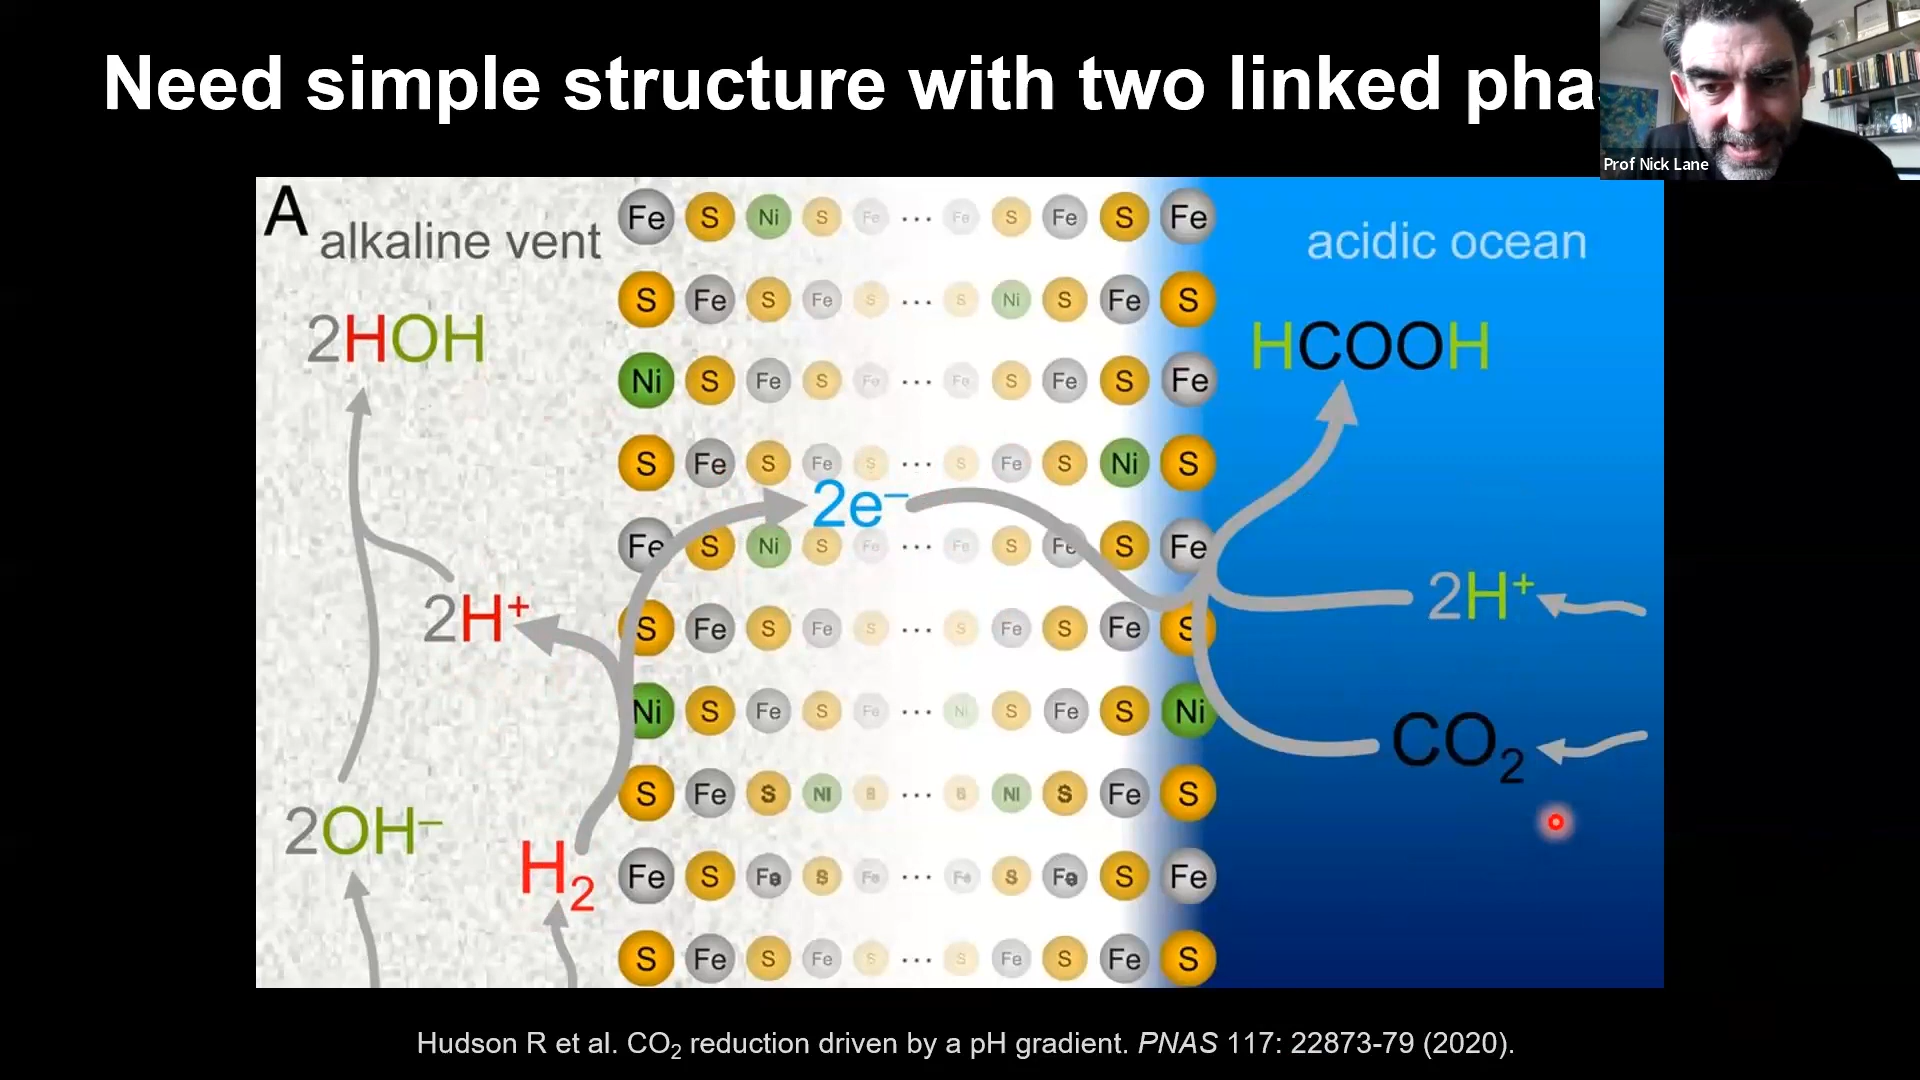 Need simple structure with two linked pha
Prof Nick Lane
A
alkaline vent
acidic ocean
Fe S Ni S Fe ... Fe S Fe S Fe
S Fe S Fe S ... S Ni S Fe S
2HOH
HCOOH
Ni S Fe S Fe ... Fe S Fe S Fe
S Fe S Fe S ... S Fe S Ni S
2e⁻
Fe S Ni S Fe ... Fe S Fe S Fe
2H⁺
2H⁺
S Fe S Fe S ... S Fe S Fe S
Ni S Fe S Fe ... Ni S Fe S Ni
CO₂
S Fe S Ni S ... S Ni S Fe S
2OH⁻
H₂
Fe S Fe S Fe ... Fe S Fe S Fe
S Fe S Fe S ... S Fe S Fe S
Hudson R et al. CO₂ reduction driven by a pH gradient. PNAS 117: 22873-79 (2020).